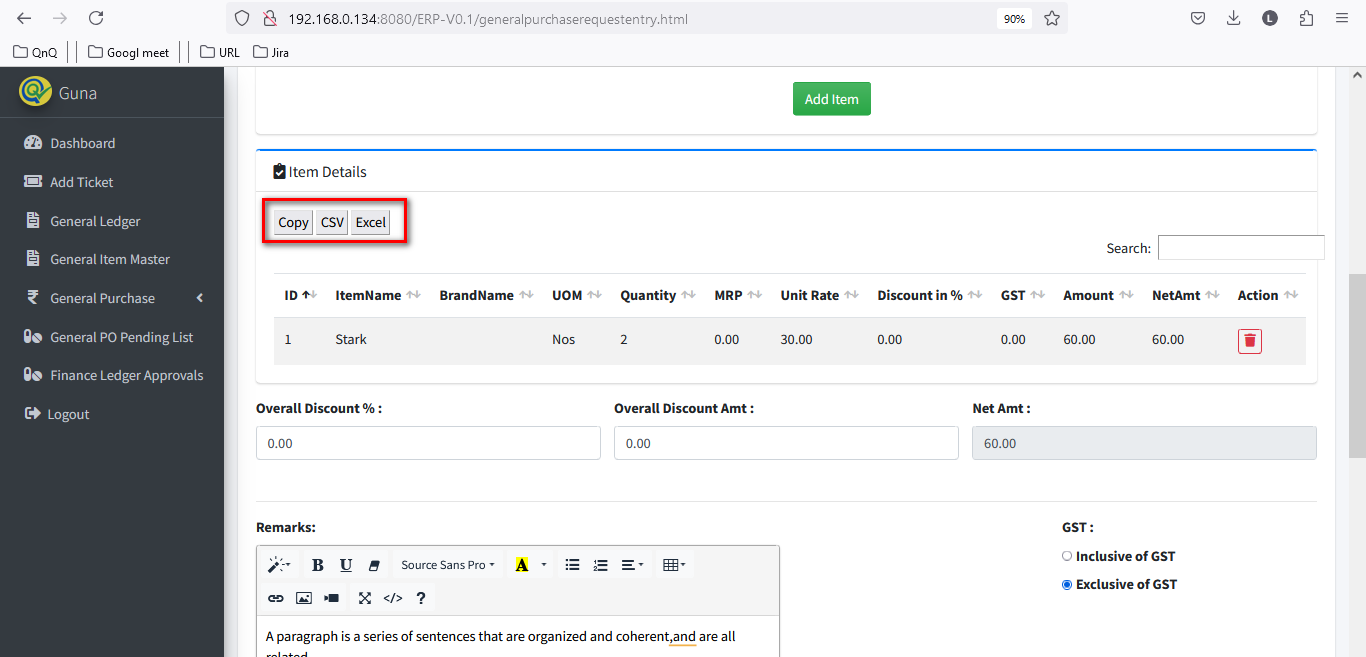 192.168.0.134:8080/ERP-V0.1/generalpurchaserequestentry.html 90% L
QnQ Googl meet URL Jira
Guna
Dashboard
Add Ticket
General Ledger
General Item Master
General Purchase
General PO Pending List
Finance Ledger Approvals
Logout
Add Item
Item Details
Copy CSV Excel
Search:
ID ItemName BrandName UOM Quantity MRP Unit Rate Discount in % GST Amount NetAmt Action
1 Stark Nos 2 0.00 30.00 0.00 0.00 60.00 60.00
Overall Discount % : Overall Discount Amt : Net Amt :
0.00 0.00 60.00
Remarks: GST :
B U Source Sans Pro A
</> ?
Inclusive of GST
Exclusive of GST
A paragraph is a series of sentences that are organized and coherent,and are all
related